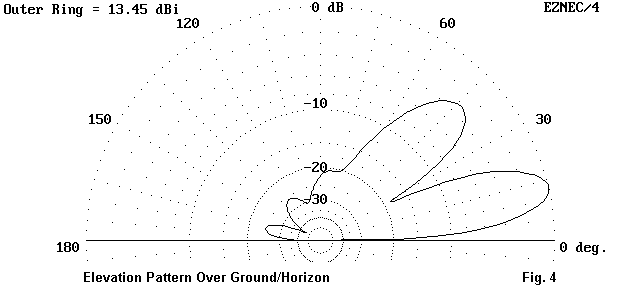 Outer Ring = 13.45 dBi
0 dB
EZNEC/4
120
60
-10
150
30
-20
-30
180
0 deg.
Elevation Pattern Over Ground/Horizon
Fig. 4